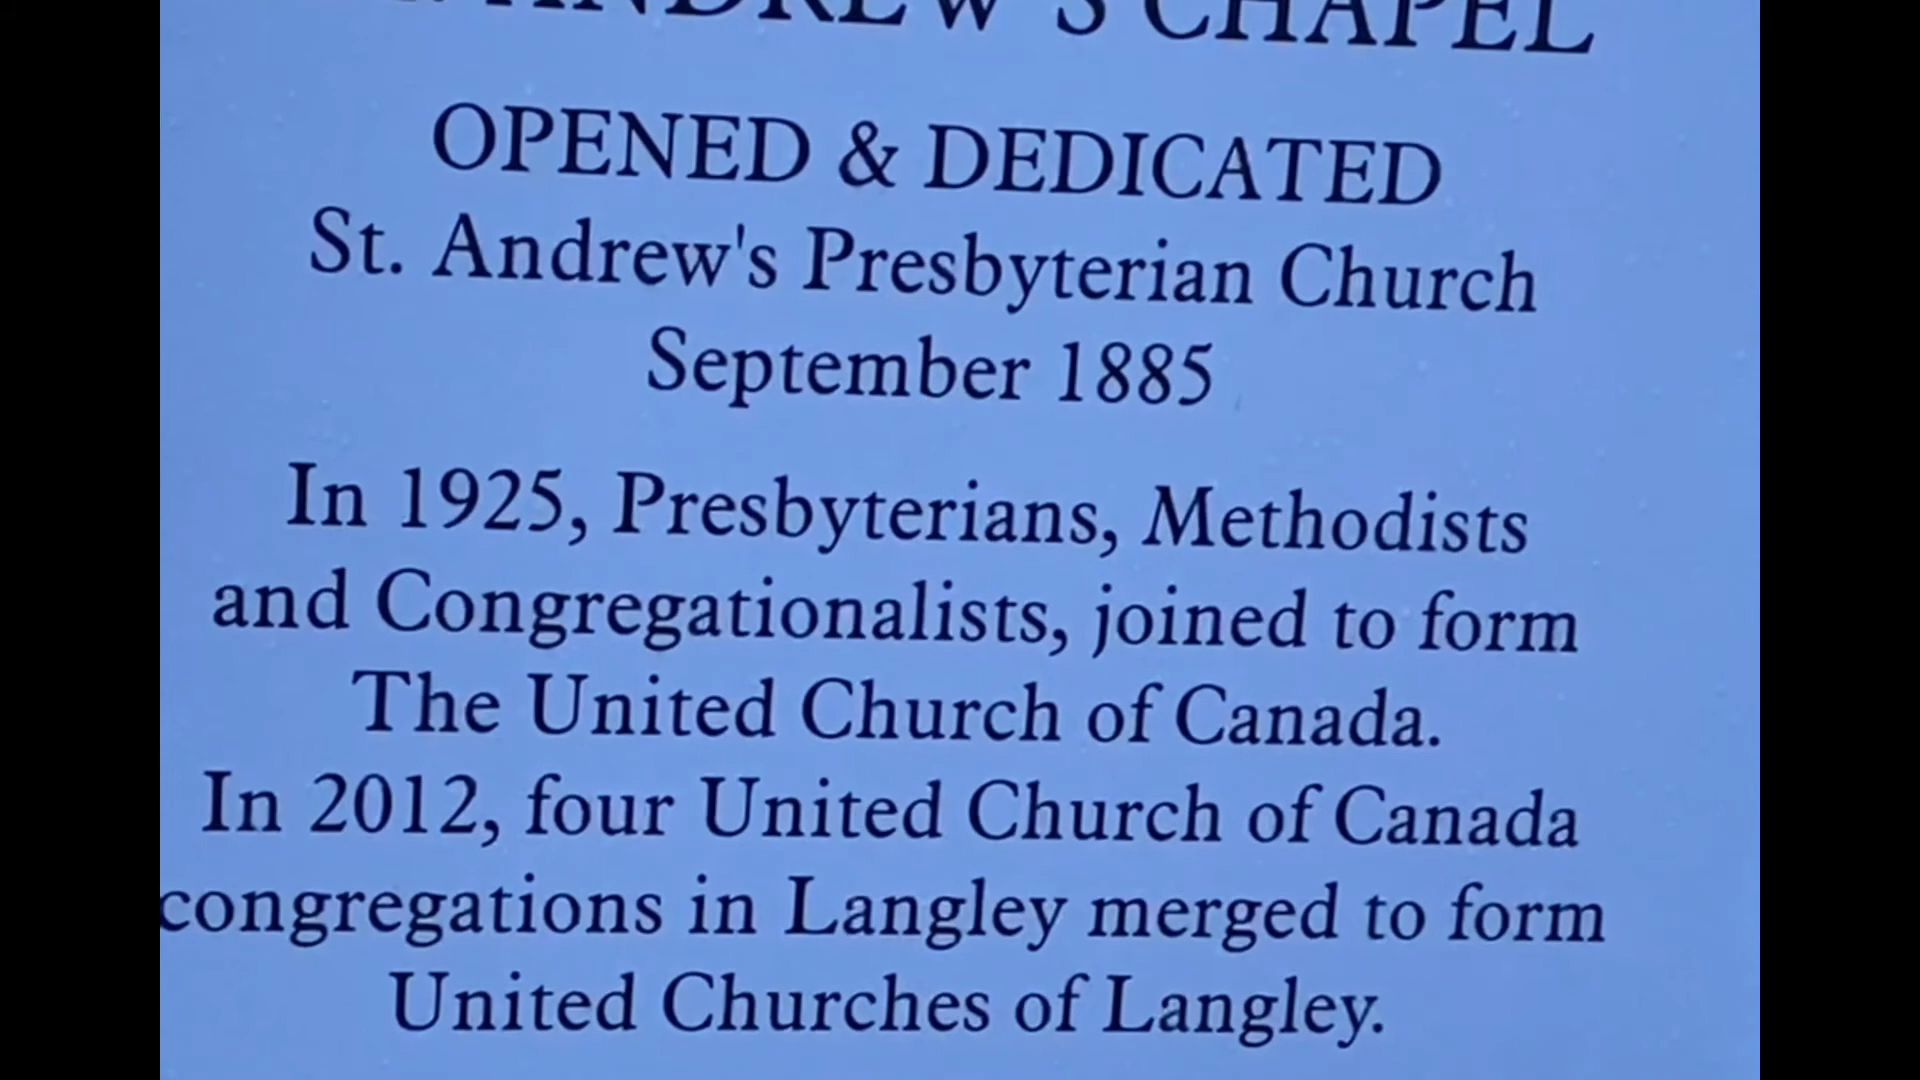 ANDREW'S CHAPEL
OPENED & DEDICATED
St. Andrew's Presbyterian Church
September 1885
In 1925, Presbyterians, Methodists
and Congregationalists, joined to form
The United Church of Canada.
In 2012, four United Church of Canada
congregations in Langley merged to form
United Churches of Langley.